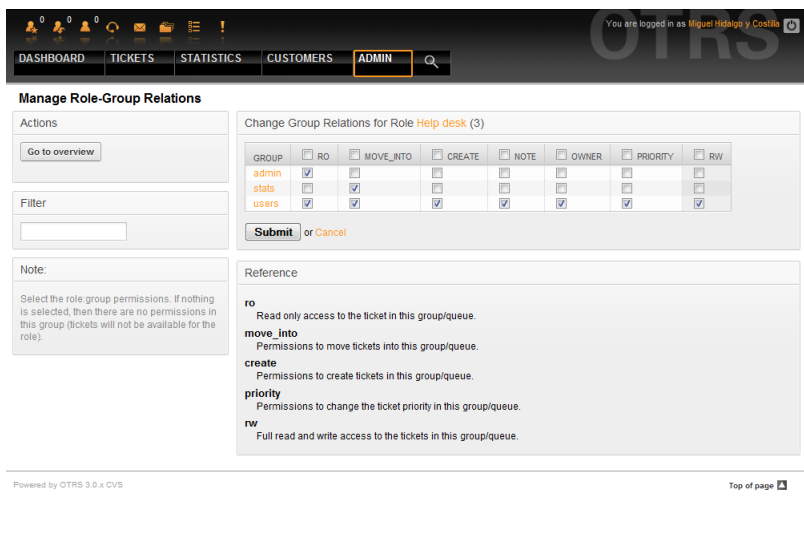 0 0 0
You are logged in as Miguel Hidalgo y Costilla
OTRS
DASHBOARD TICKETS STATISTICS CUSTOMERS ADMIN
Manage Role-Group Relations
Actions
Go to overview
Filter
Note:
Select the role:group permissions. If nothing
is selected, then there are no permissions in
this group (tickets will not be available for the
role).
Change Group Relations for Role Help desk (3)
GROUP RO MOVE_INTO CREATE NOTE OWNER PRIORITY RW
admin
stats
users
Submit or Cancel
Reference
ro
Read only access to the ticket in this group/queue.
move_into
Permissions to move tickets into this group/queue.
create
Permissions to create tickets in this group/queue.
priority
Permissions to change the ticket priority in this group/queue.
rw
Full read and write access to the tickets in this group/queue.
Powered by OTRS 3.0.x CVS
Top of page